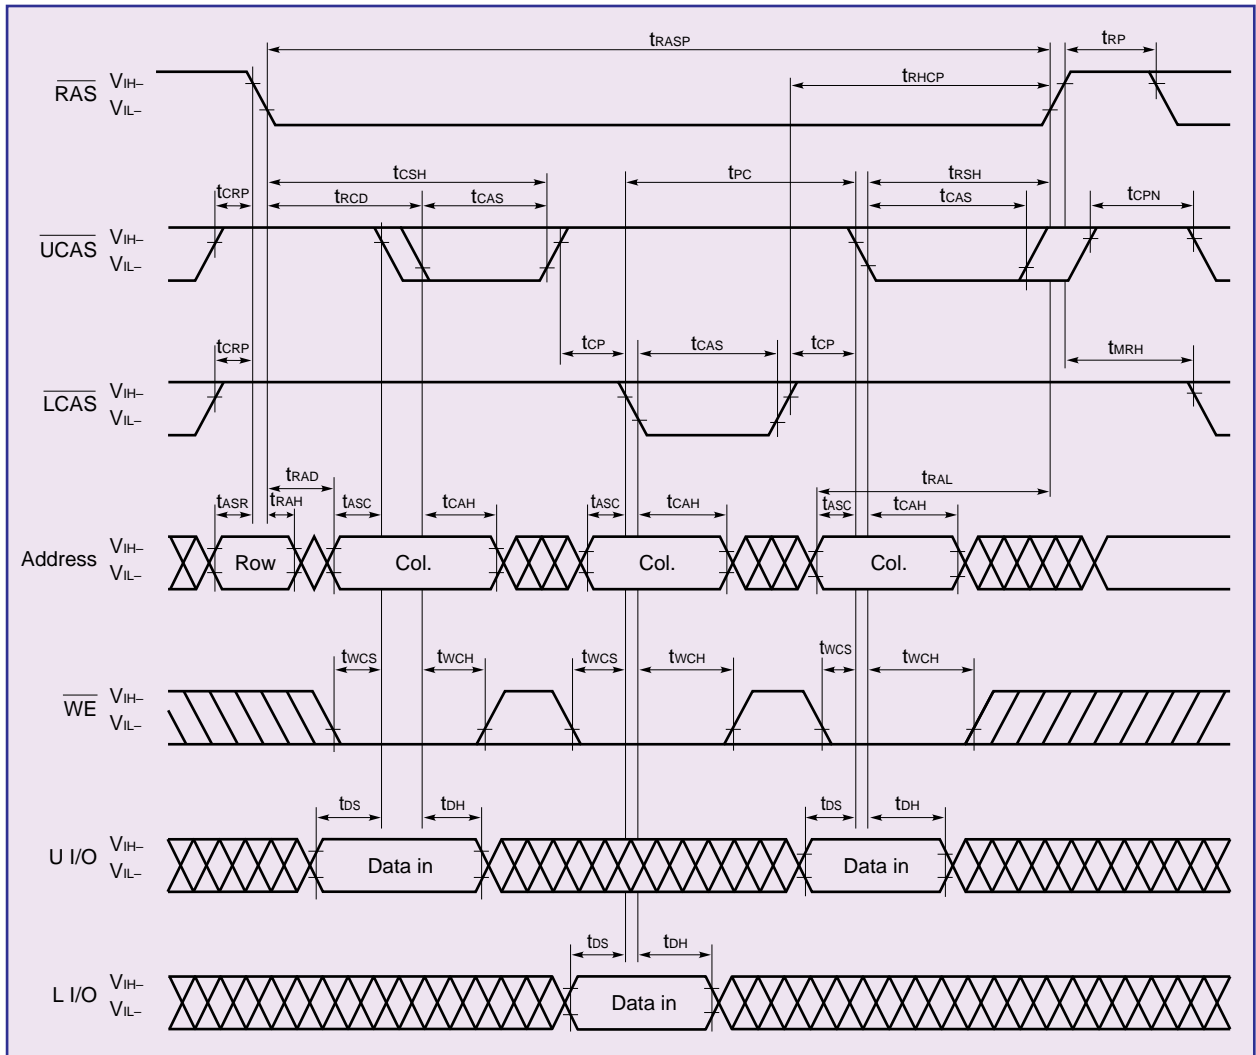 tRASP
tRP
tRHCP
RAS
VIH–
VIL–
tCSH
tPC
tRSH
tCRP
tRCD
tCAS
tCAS
tCPN
UCAS
VIH–
VIL–
tCRP
tCP
tCAS
tCP
tMRH
LCAS
VIH–
VIL–
tRAD
tRAL
tASR
tRAH
tASC
tCAH
tASC
tCAH
tASC
tCAH
Address
VIH–
VIL–
Row
Col.
Col.
Col.
tWCS
tWCH
tWCS
tWCH
tWCS
tWCH
WE
VIH–
VIL–
tDS
tDH
tDS
tDH
U I/O
VIH–
VIL–
Data in
Data in
tDS
tDH
L I/O
VIH–
VIL–
Data in